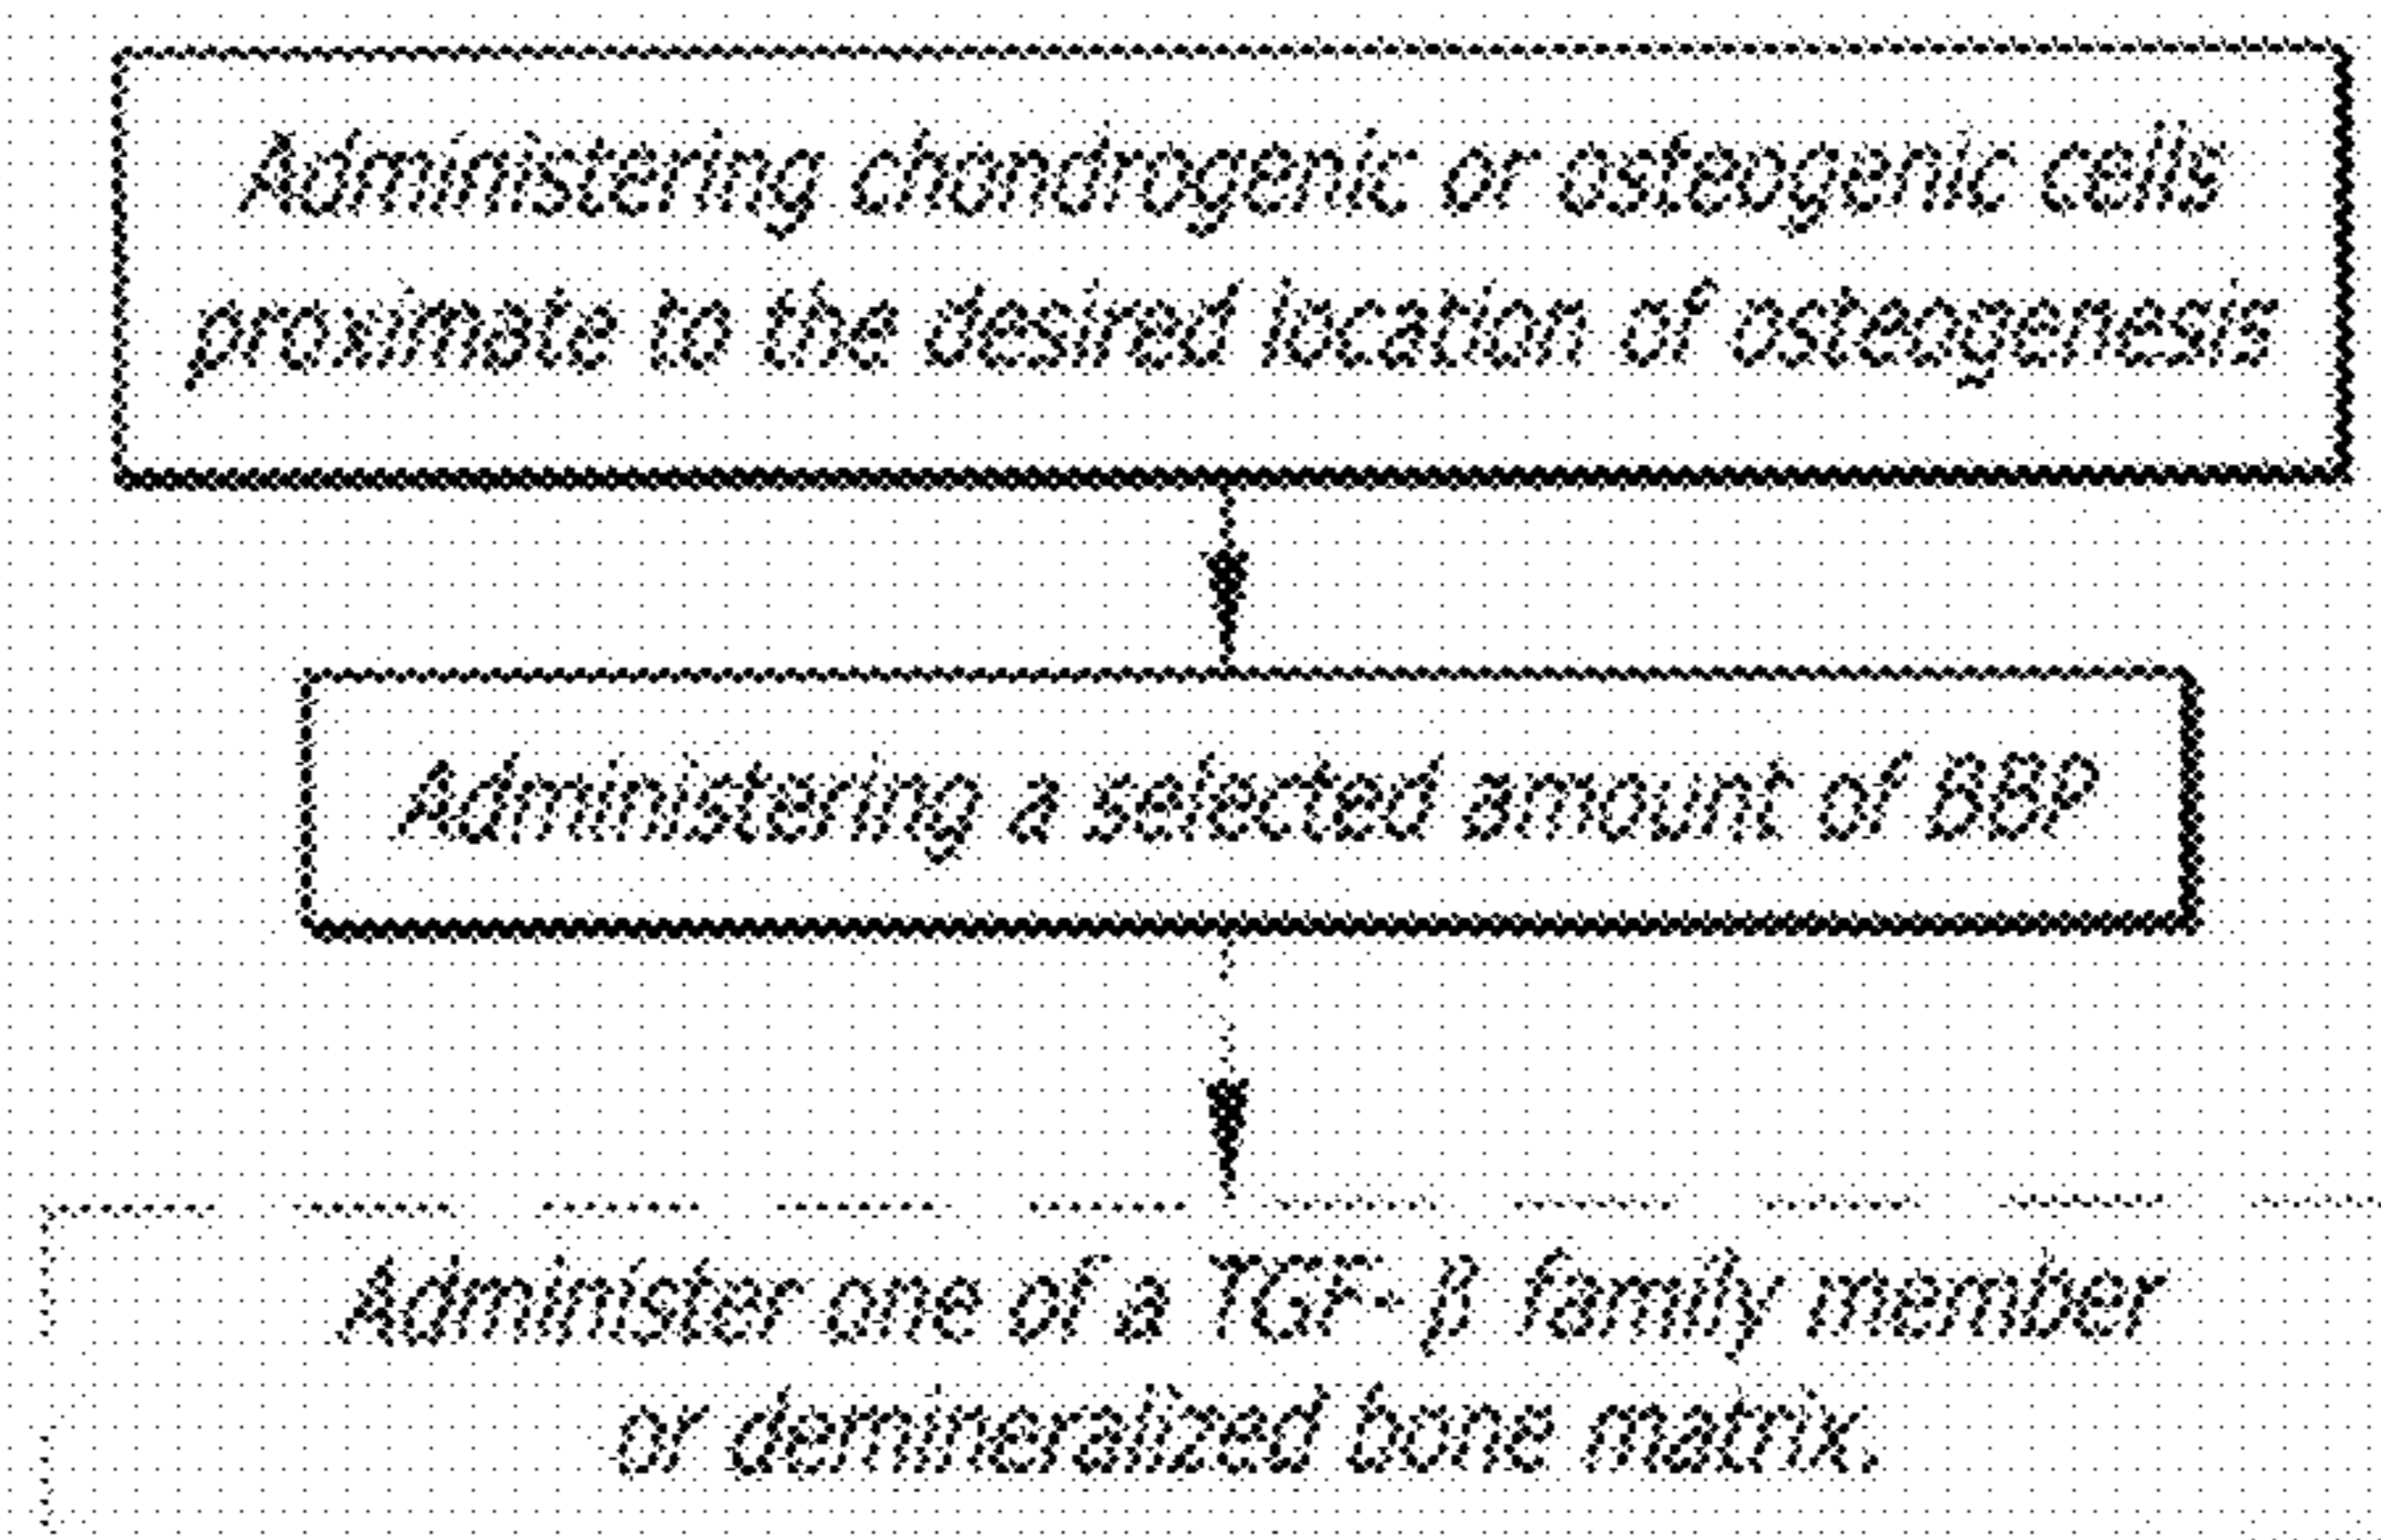 Administering chondrogenic or osteogenic cells
proximate to the desired location of osteogenesis
Administering a selected amount of BBP
Administer one of a TGF-β family member
or demineralized bone matrix.